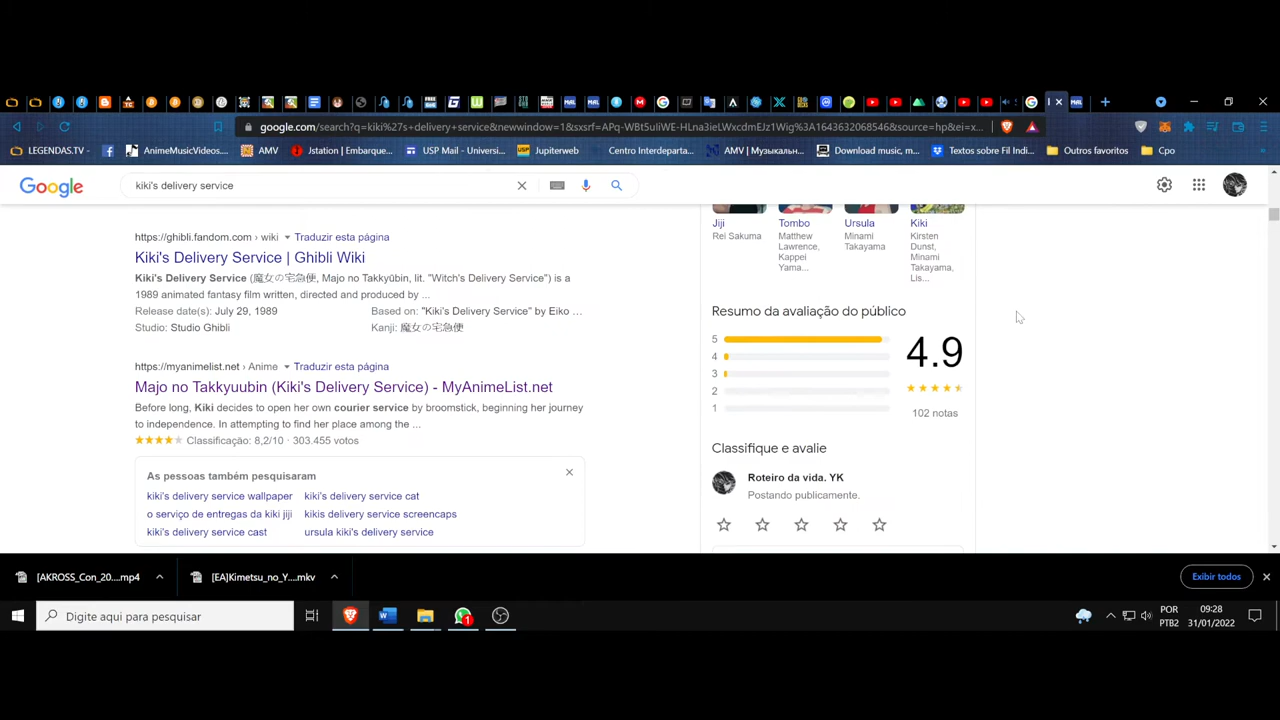 google.com/search?q=kiki%27s+delivery+service&newwindow=1&sxsrf=APq-WBt5uIiWE-HLna3ieLWxcdmEJz1Wig%3A1643632068546&source=hp&ei=x...
LEGENDAS.TV
AnimeMusicVideos....
AMV
Jstation | Embarque...
USP Mail - Universi...
Jupiterweb
Centro Interdeparta...
AMV | Музыкальн...
Download music, m...
Textos sobre Fil Indi...
Outros favoritos
Cpo
Google
kiki's delivery service
https://ghibli.fandom.com › wiki
Traduzir esta página
Kiki's Delivery Service | Ghibli Wiki
Kiki's Delivery Service (魔女の宅急便, Majo no Takkyūbin, lit. "Witch's Delivery Service") is a
1989 animated fantasy film written, directed and produced by ...
Release date(s): July 29, 1989
Based on: "Kiki's Delivery Service" by Eiko ...
Studio: Studio Ghibli
Kanji: 魔女の宅急便
https://myanimelist.net › Anime
Traduzir esta página
Majo no Takkyuubin (Kiki's Delivery Service) - MyAnimeList.net
Before long, Kiki decides to open her own courier service by broomstick, beginning her journey
to independence. In attempting to find her place among the ...
Classificação: 8,2/10 · 303.455 votos
As pessoas também pesquisaram
kiki's delivery service wallpaper
kiki's delivery service cat
o serviço de entregas da kiki jiji
kikis delivery service screencaps
kiki's delivery service cast
ursula kiki's delivery service
Jiji
Rei Sakuma
Tombo
Matthew
Lawrence,
Kappei
Yama...
Ursula
Minami
Takayama
Kiki
Kirsten
Dunst,
Minami
Takayama,
Lis...
Resumo da avaliação do público
5
4
3
2
1
4.9
102 notas
Classifique e avalie
Roteiro da vida. YK
Postando publicamente.
[AKROSS_Con_20....mp4
[EA]Kimetsu_no_Y....mkv
Exibir todos
Digite aqui para pesquisar
1
POR
PTB2
09:28
31/01/2022